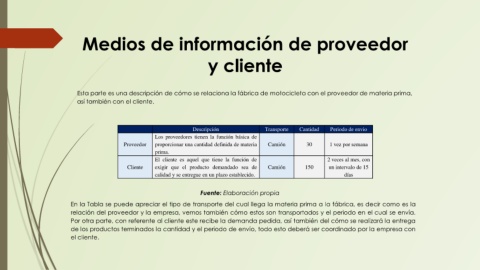 Medios de información de proveedor
y cliente
Esta parte es una descripción de cómo se relaciona la fábrica de motocicleta con el proveedor de materia prima,
así también con el cliente.
Descripción Transporte Cantidad Periodo de envío
Proveedor Los proveedores tienen la función básica de proporcionar una cantidad definida de materia prima. Camión 30 1 vez por semana
Cliente El cliente es aquel que tiene la función de exigir que el producto demandado sea de calidad y se entregue en un plazo establecido. Camión 150 2 veces al mes, con un intervalo de 15 días
Fuente: Elaboración propia
En la Tabla se puede apreciar el tipo de transporte del cual llega la materia prima a la fábrica, es decir como es la
relación del proveedor y la empresa, vemos también cómo estos son transportados y el periodo en el cual se envía.
Por otra parte, con referente al cliente este recibe la demanda pedida, así también del cómo se realizará la entrega
de los productos terminados la cantidad y el periodo de envío, todo esto deberá ser coordinado por la empresa con
el cliente.